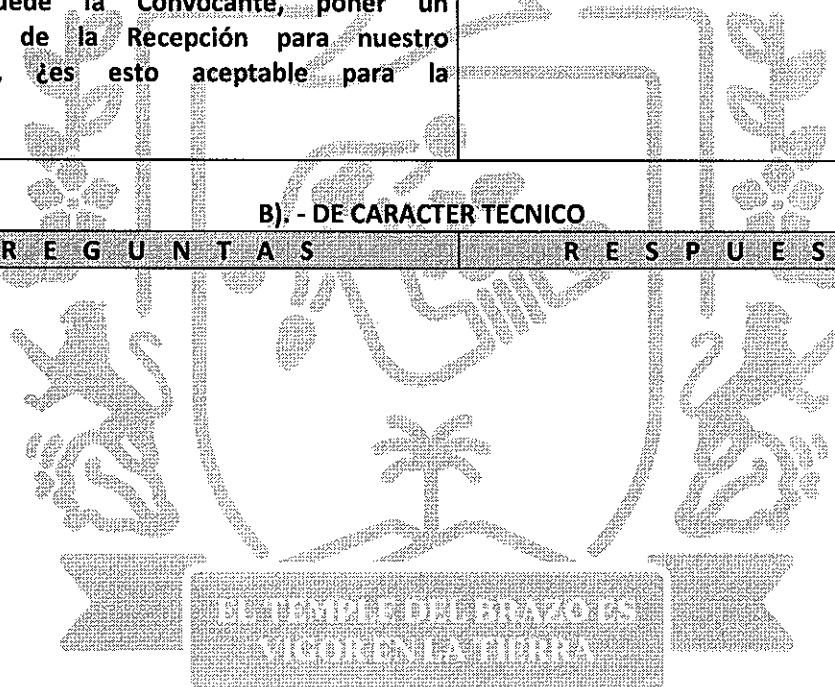 uede la Convocante, poner un
de la Recepción para nuestro
, ¿es esto aceptable para la
B). - DE CARACTER TECNICO
R E G U N T A S R E S P U E S
EL TEMPLE DEL BRAZO ES
VIGOR EN LA TIERRA